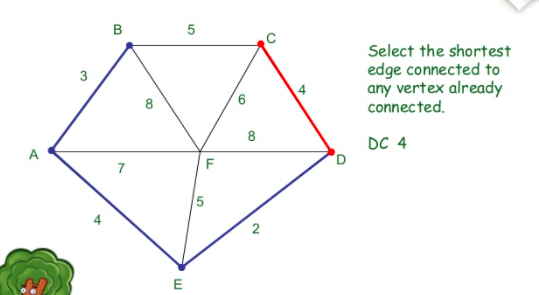 B
5
C
3
8
6
4
Select the shortest
edge connected to
any vertex already
connected.
8
DC 4
A
7
F
D
5
4
2
E